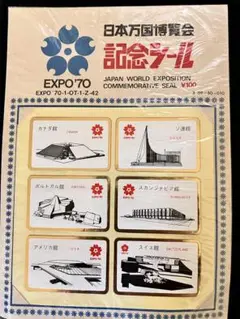 日本万国博覧会
記念シール
EXPO'70
EXPO 70-1-OT-1-Z-42
JAPAN WORLD EXPOSITION
COMMEMORATIVE SEAL ¥100
カナダ館
ソ連館
ポルトガル館
スカンジナビア館
アメリカ館
スイス館